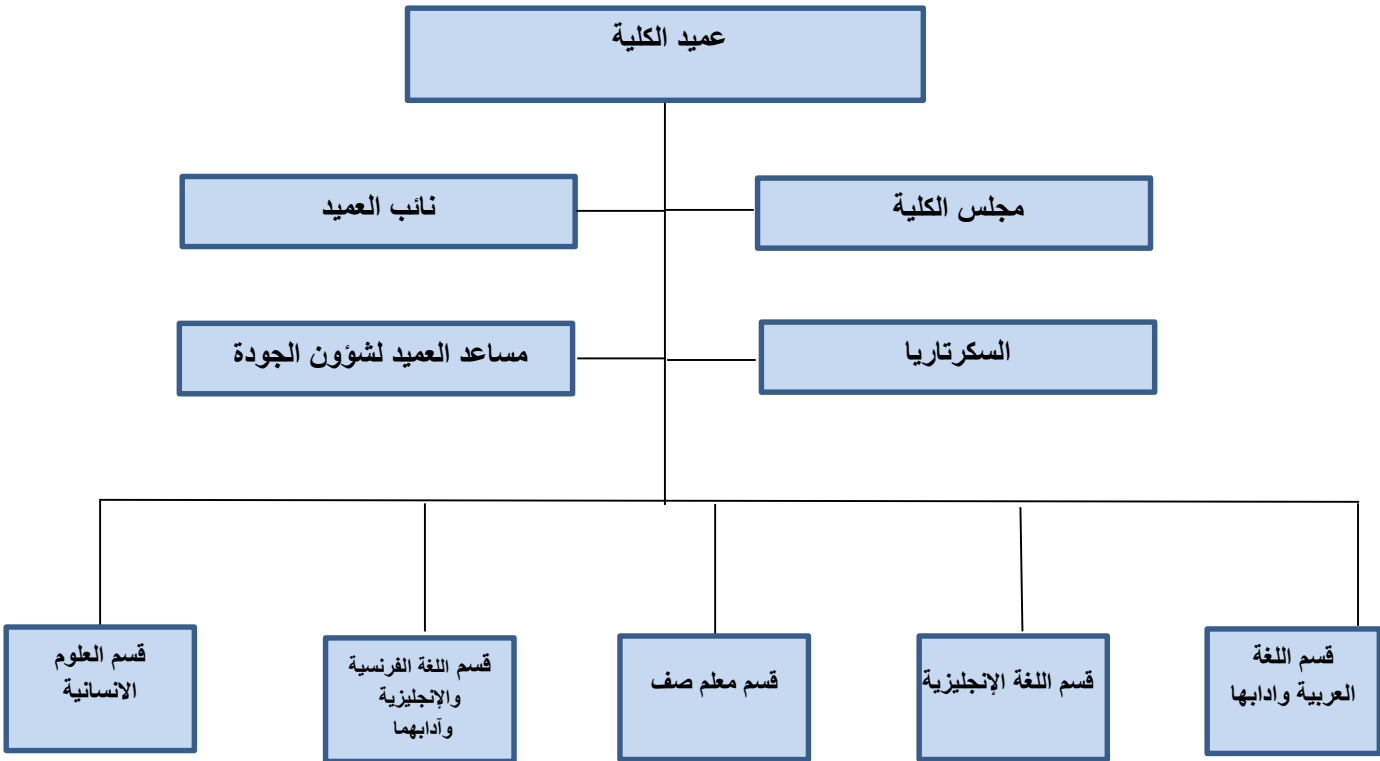 عميد الكلية
مجلس الكلية
نائب العميد
السكرتاريا
مساعد العميد لشؤون الجودة
قسم اللغة
العربية وادابها
قسم اللغة الإنجليزية
قسم معلم صف
قسم اللغة الفرنسية
والإنجليزية
وآدابهما
قسم العلوم
الانسانية